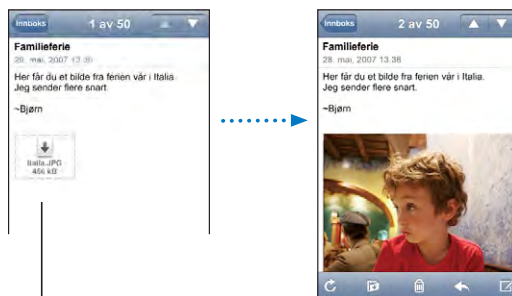 Innboks 1 av 50
Familieferie
28. mai, 2007 13.38
Her får du et bilde fra ferien vår i Italia.
Jeg sender flere snart.
~Bjørn
Italia.JPG
456 kB
Innboks 2 av 50
Familieferie
28. mai, 2007 13.38
Her får du et bilde fra ferien vår i Italia.
Jeg sender flere snart.
~Bjørn